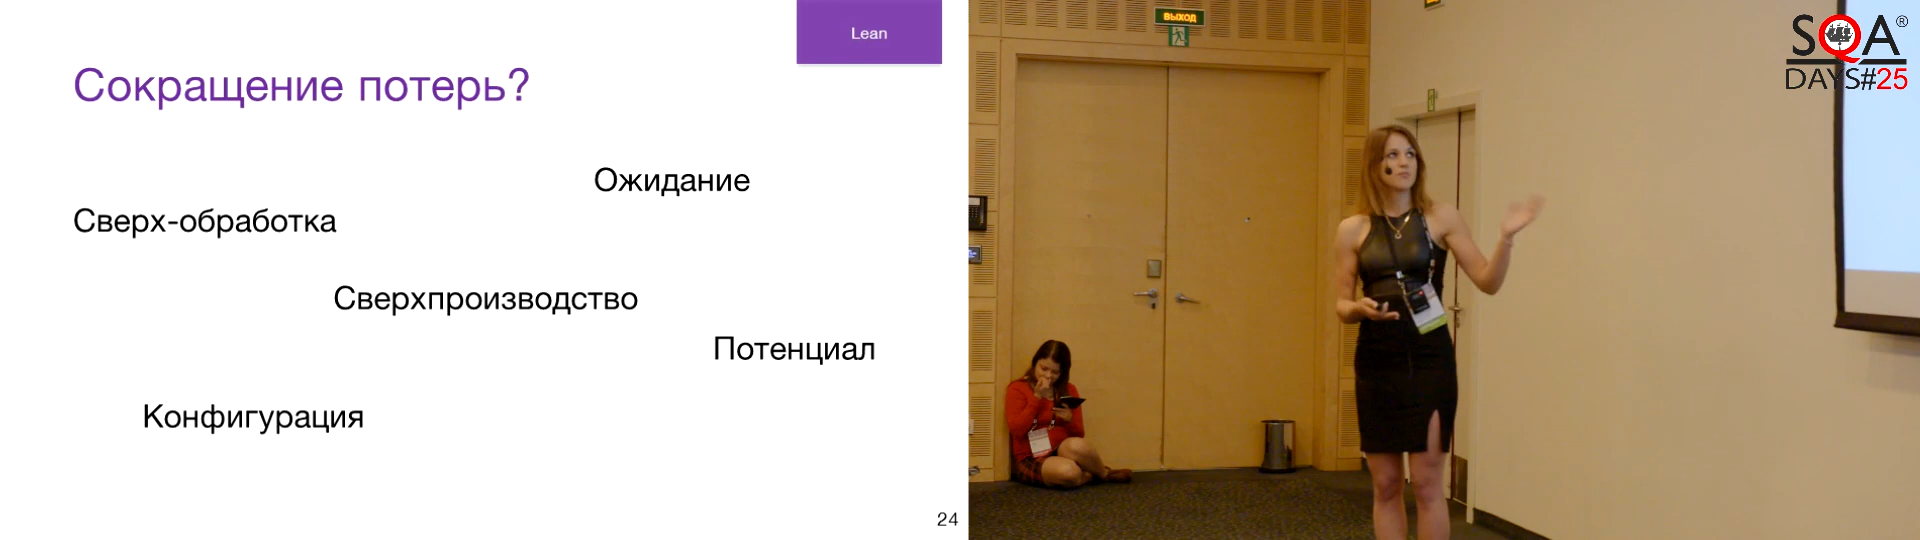 Lean
Сокращение потерь?
Ожидание
Сверх-обработка
Сверхпроизводство
Потенциал
Конфигурация
24
ВЫХОД
SQA®
DAYS#25